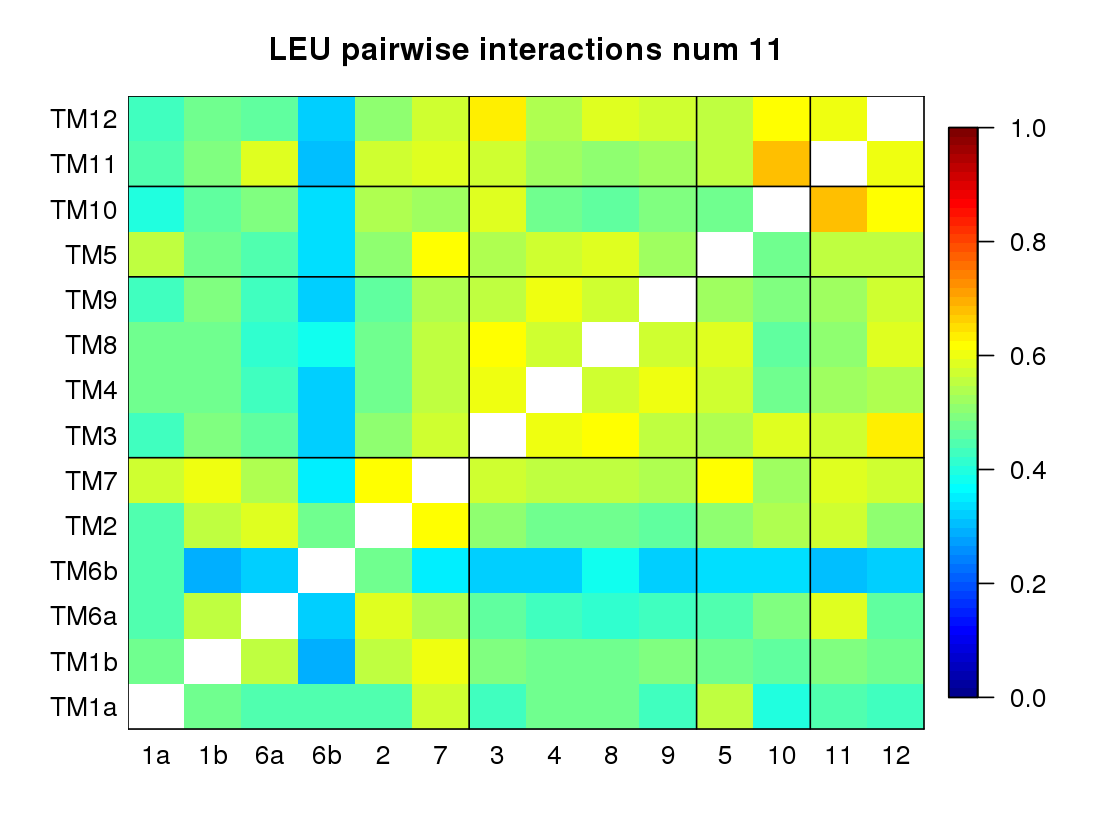 LEU pairwise interactions num 11
TM12
TM11
TM10
TM5
TM9
TM8
TM4
TM3
TM7
TM2
TM6b
TM6a
TM1b
TM1a
1a 1b 6a 6b 2 7 3 4 8 9 5 10 11 12
1.0
0.8
0.6
0.4
0.2
0.0